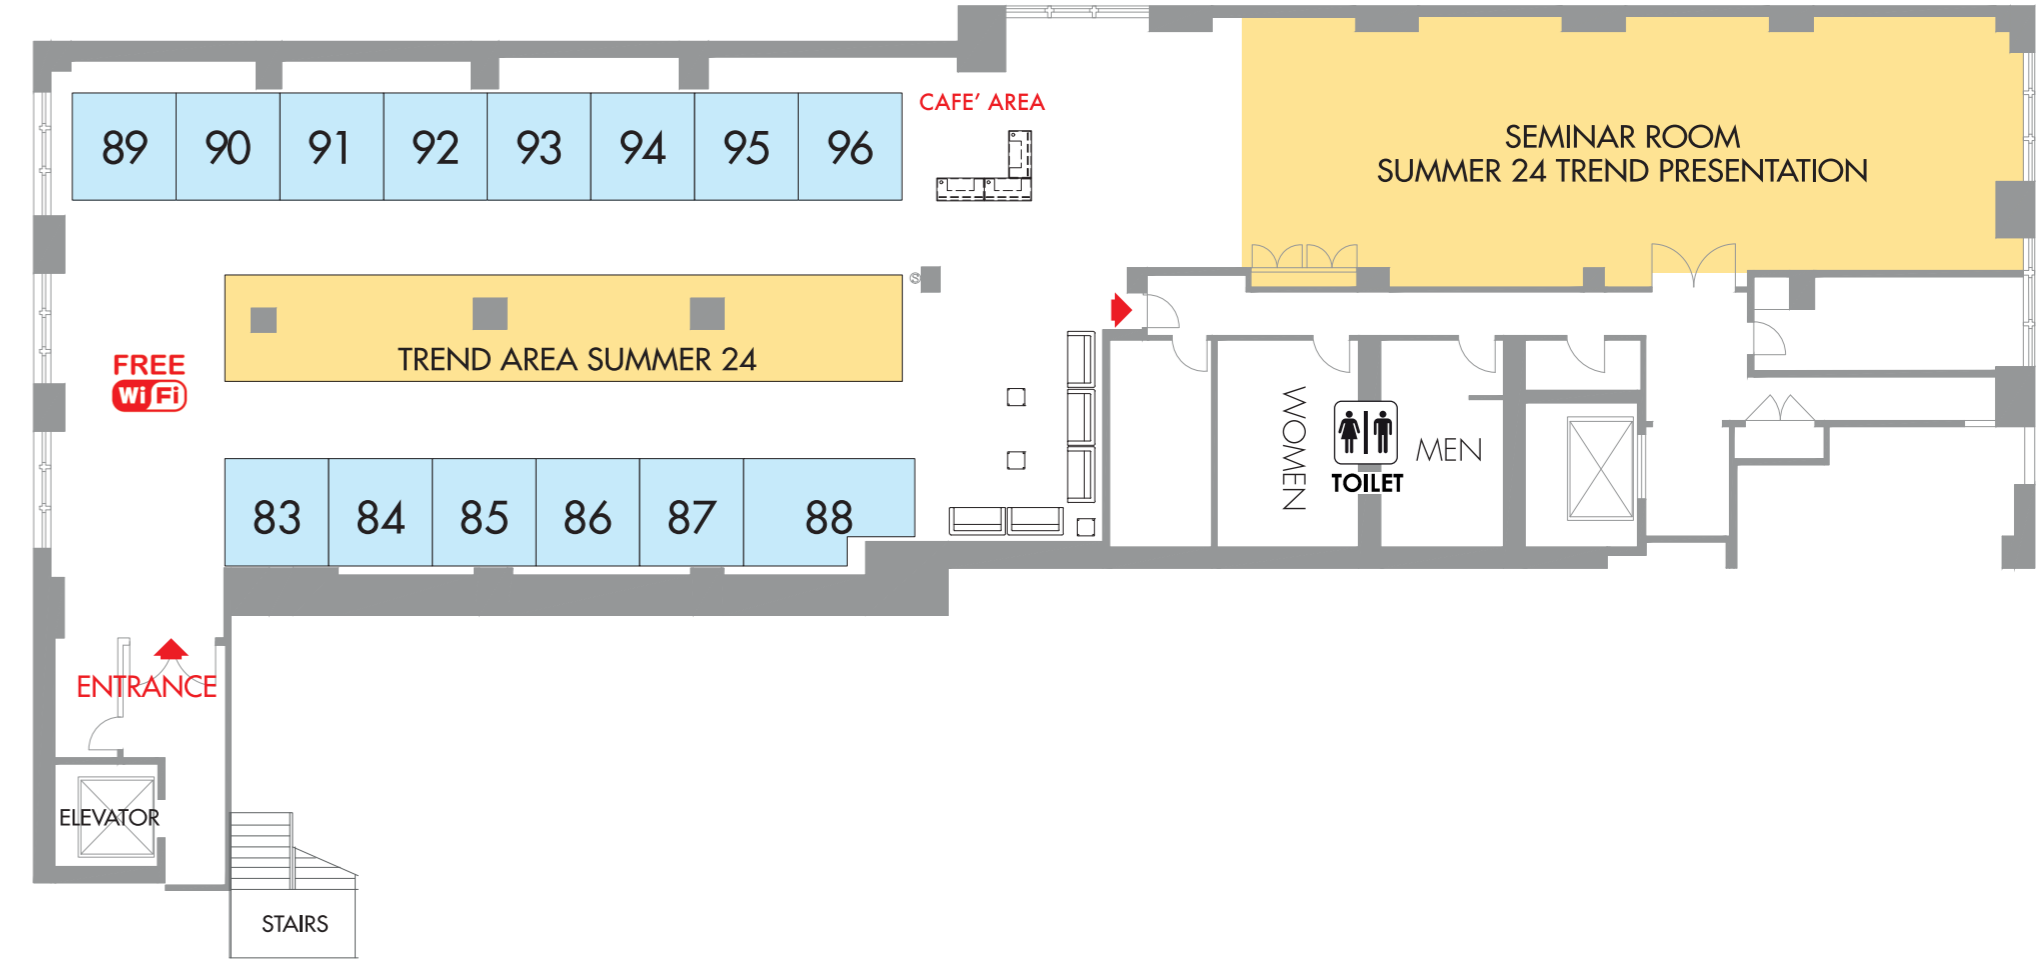 CAFE’ AREA
89 90 91 92 93 94 95 96
SEMINAR ROOM
SUMMER 24 TREND PRESENTATION
TREND AREA SUMMER 24
FREE
WiFi
83 84 85 86 87 88
WOMEN
MEN
TOILET
ENTRANCE
ELEVATOR
STAIRS